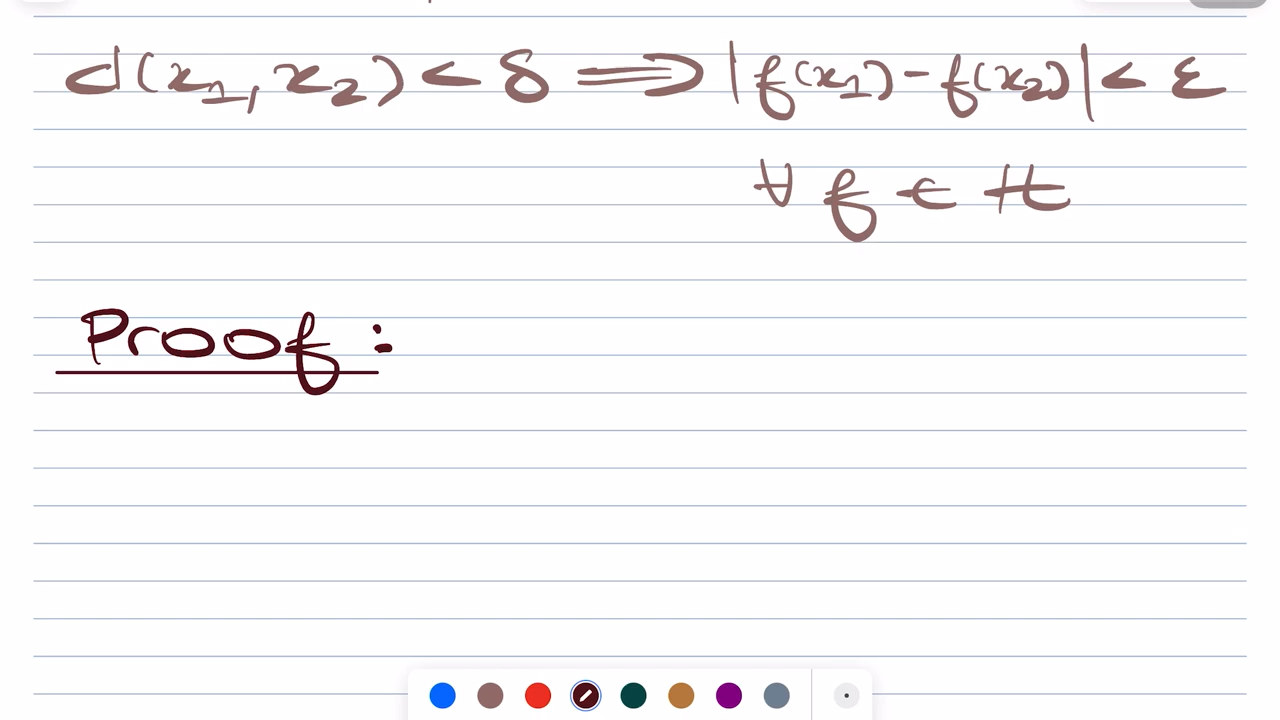 d(x₁, x₂) < δ ⟹ |f(x₁) - f(x₂)| < ε
∀ f ∈ ℋ
Proof :